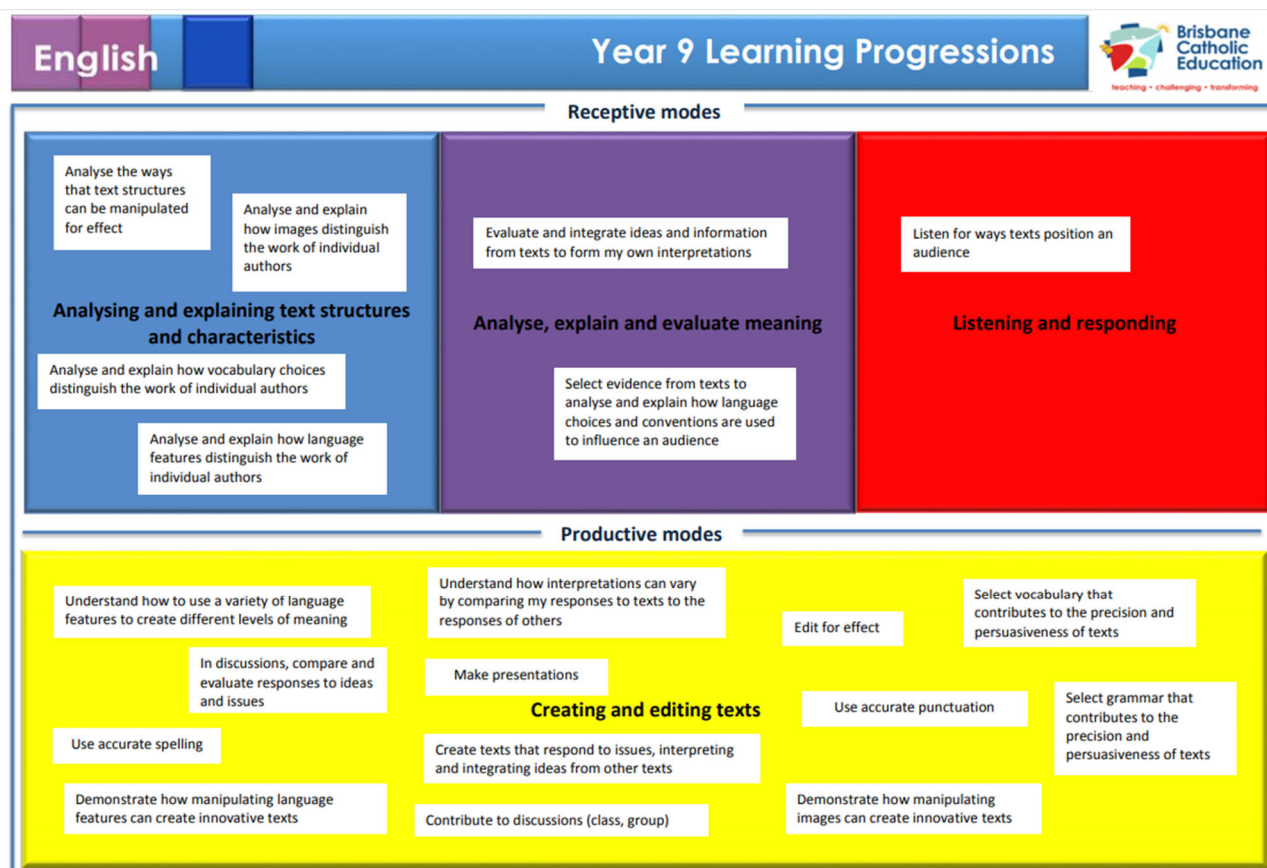 English
Year 9 Learning Progressions
Brisbane
Catholic
Education
teaching • challenging • transforming
Receptive modes
Analyse the ways
that text structures
can be manipulated
for effect
Analyse and explain
how images distinguish
the work of individual
authors
Analysing and explaining text structures
and characteristics
Analyse and explain how vocabulary choices
distinguish the work of individual authors
Analyse and explain how language
features distinguish the work of
individual authors
Evaluate and integrate ideas and information
from texts to form my own interpretations
Analyse, explain and evaluate meaning
Select evidence from texts to
analyse and explain how language
choices and conventions are used
to influence an audience
Listen for ways texts position an
audience
Listening and responding
Productive modes
Understand how to use a variety of language
features to create different levels of meaning
Understand how interpretations can vary
by comparing my responses to texts to the
responses of others
Edit for effect
Select vocabulary that
contributes to the precision and
persuasiveness of texts
In discussions, compare and
evaluate responses to ideas
and issues
Make presentations
Creating and editing texts
Use accurate punctuation
Select grammar that
contributes to the
precision and
persuasiveness of texts
Use accurate spelling
Create texts that respond to issues, interpreting
and integrating ideas from other texts
Demonstrate how manipulating language
features can create innovative texts
Contribute to discussions (class, group)
Demonstrate how manipulating
images can create innovative texts